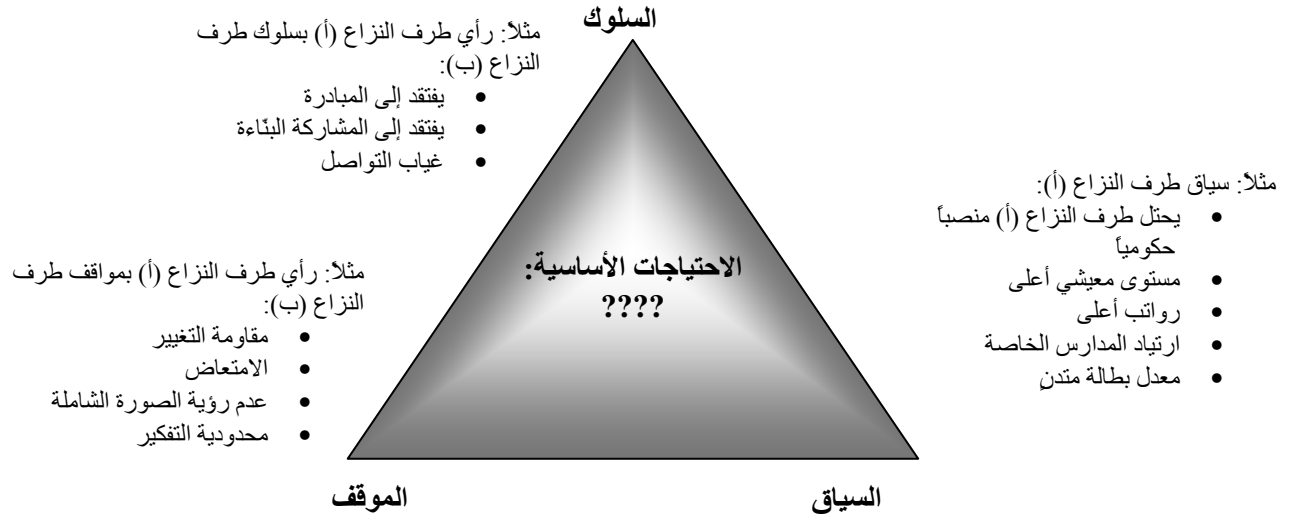 السلوك
مثلاً: رأي طرف النزاع (أ) بسلوك طرف
النزاع (ب):
• يفتقد إلى المبادرة
• يفتقد إلى المشاركة البنّاءة
• غياب التواصل
مثلاً: سياق طرف النزاع (أ):
• يحتل طرف النزاع (أ) منصباً
حكومياً
• مستوى معيشي أعلى
• رواتب أعلى
• ارتياد المدارس الخاصة
• معدل بطالة متدنٍ
الاحتياجات الأساسية:
????
مثلاً: رأي طرف النزاع (أ) بمواقف طرف
النزاع (ب):
• مقاومة التغيير
• الامتعاض
• عدم رؤية الصورة الشاملة
• محدودية التفكير
السياق
الموقف